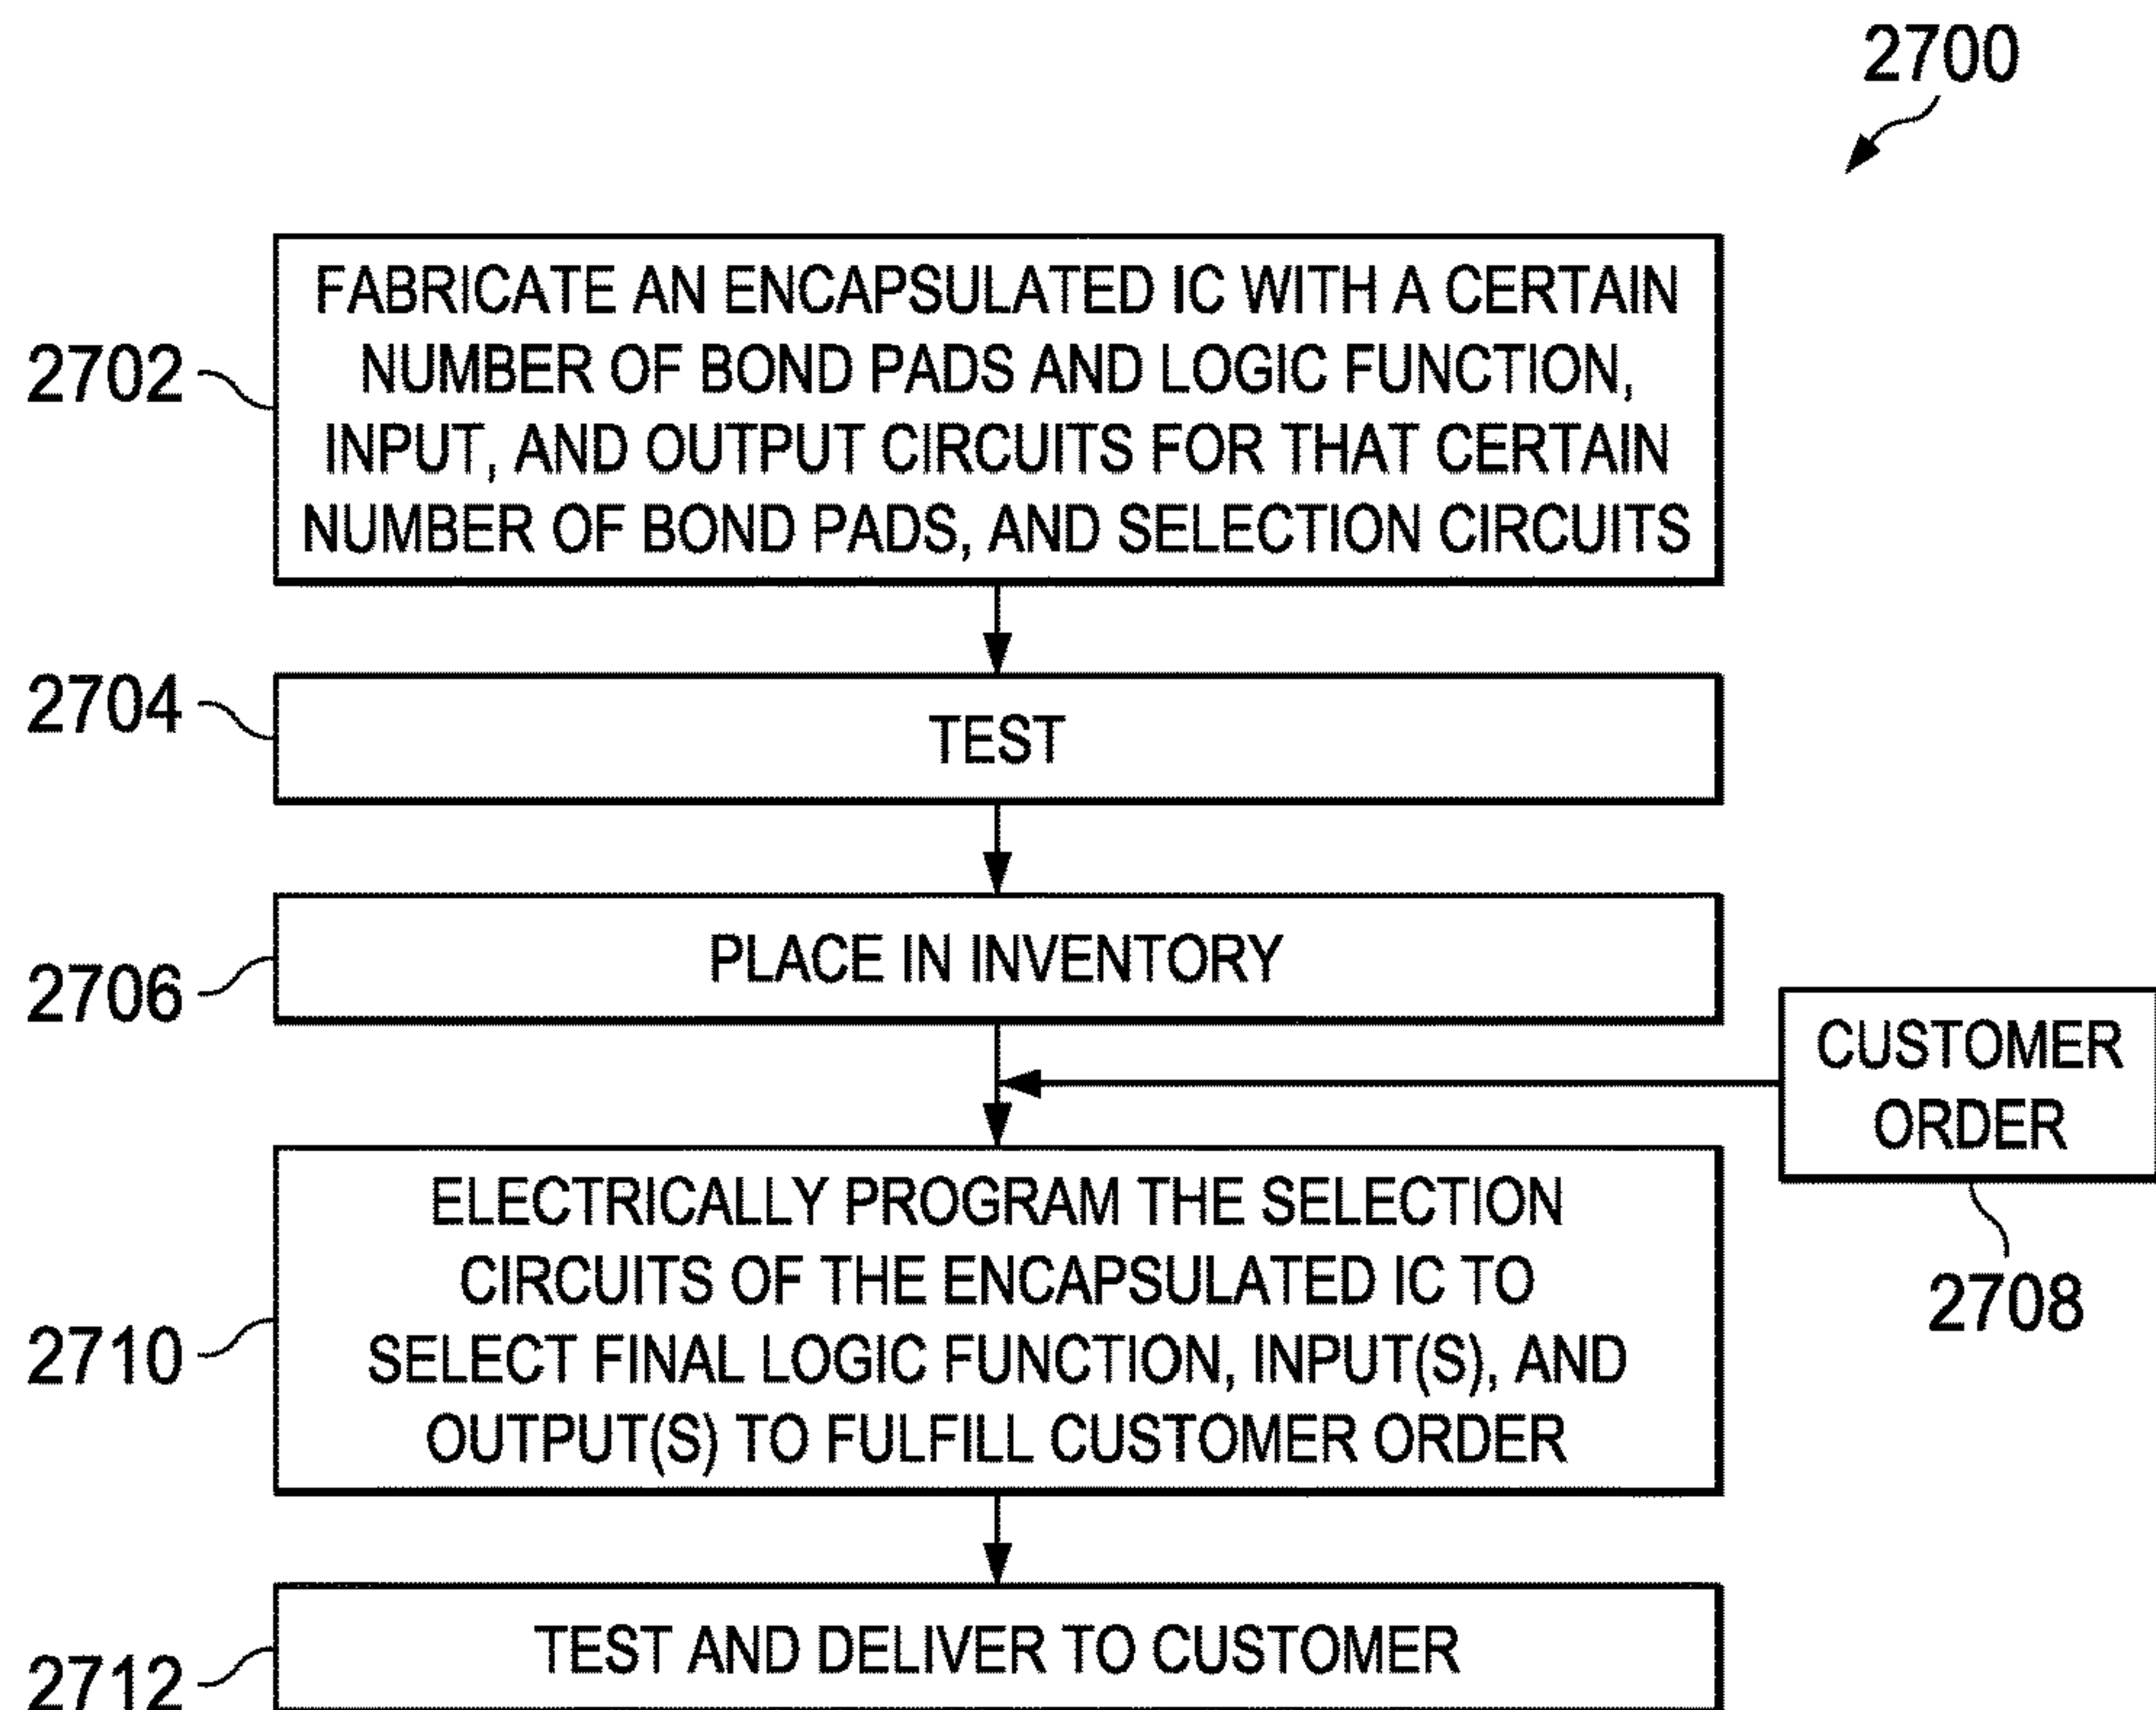 2700
FABRICATE AN ENCAPSULATED IC WITH A CERTAIN
NUMBER OF BOND PADS AND LOGIC FUNCTION,
INPUT, AND OUTPUT CIRCUITS FOR THAT CERTAIN
NUMBER OF BOND PADS, AND SELECTION CIRCUITS
2702
TEST
2704
PLACE IN INVENTORY
2706
CUSTOMER
ORDER
2708
ELECTRICALLY PROGRAM THE SELECTION
CIRCUITS OF THE ENCAPSULATED IC TO
SELECT FINAL LOGIC FUNCTION, INPUT(S), AND
OUTPUT(S) TO FULFILL CUSTOMER ORDER
2710
TEST AND DELIVER TO CUSTOMER
2712